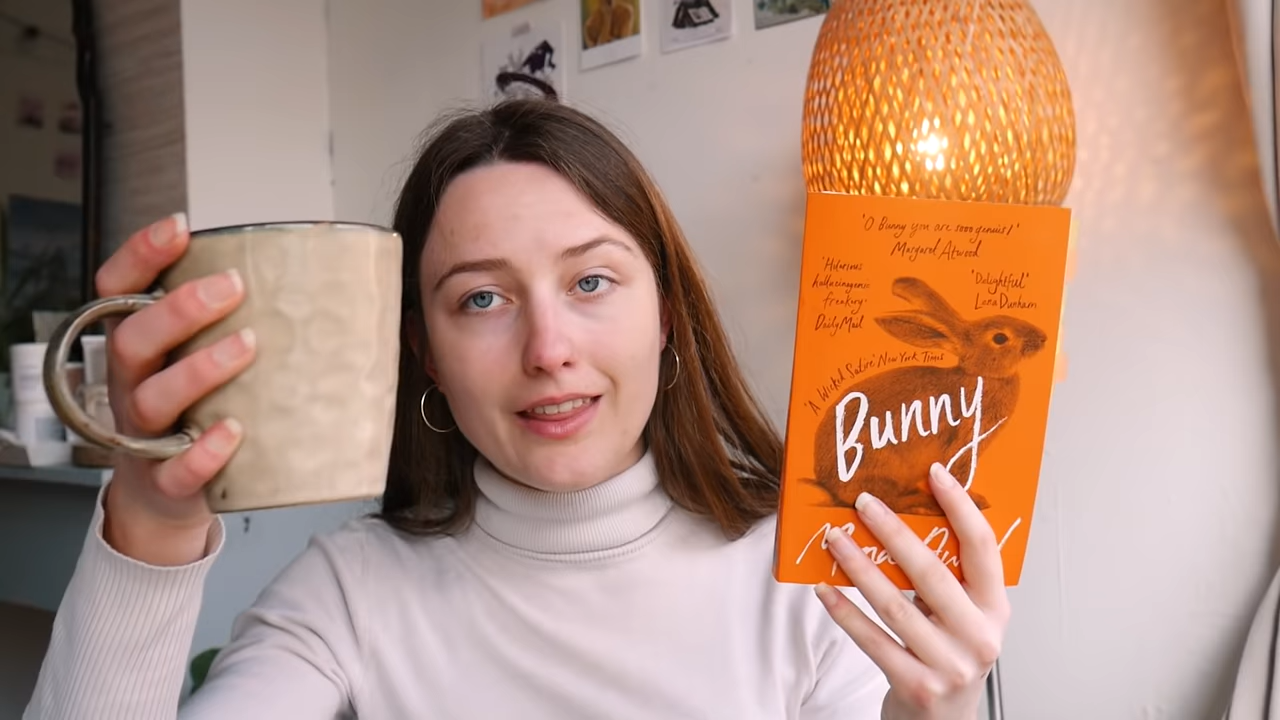 'O Bunny you are sooo genius!'
Margaret Atwood
'Hilarious
hallucinogenic
freakery'
Daily Mail
'Delightful'
Lena Dunham
'A Wicked Satire' New York Times
Bunny
Mona